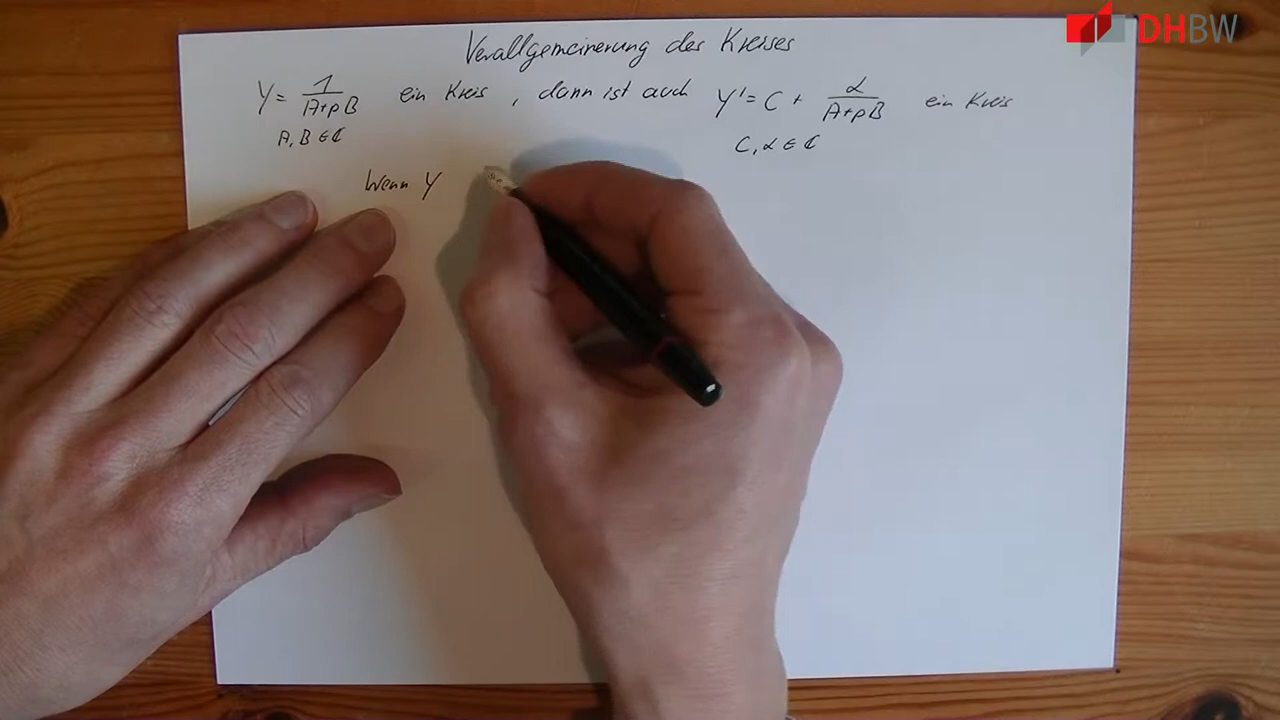 DHBW
Verallgemeinerung des Kreises
Y = 1/(A+pB) ein Kreis, dann ist auch Y' = C + α/(A+pB) ein Kreis
A, B ∈ ℂ C, α ∈ ℂ
Wenn Y